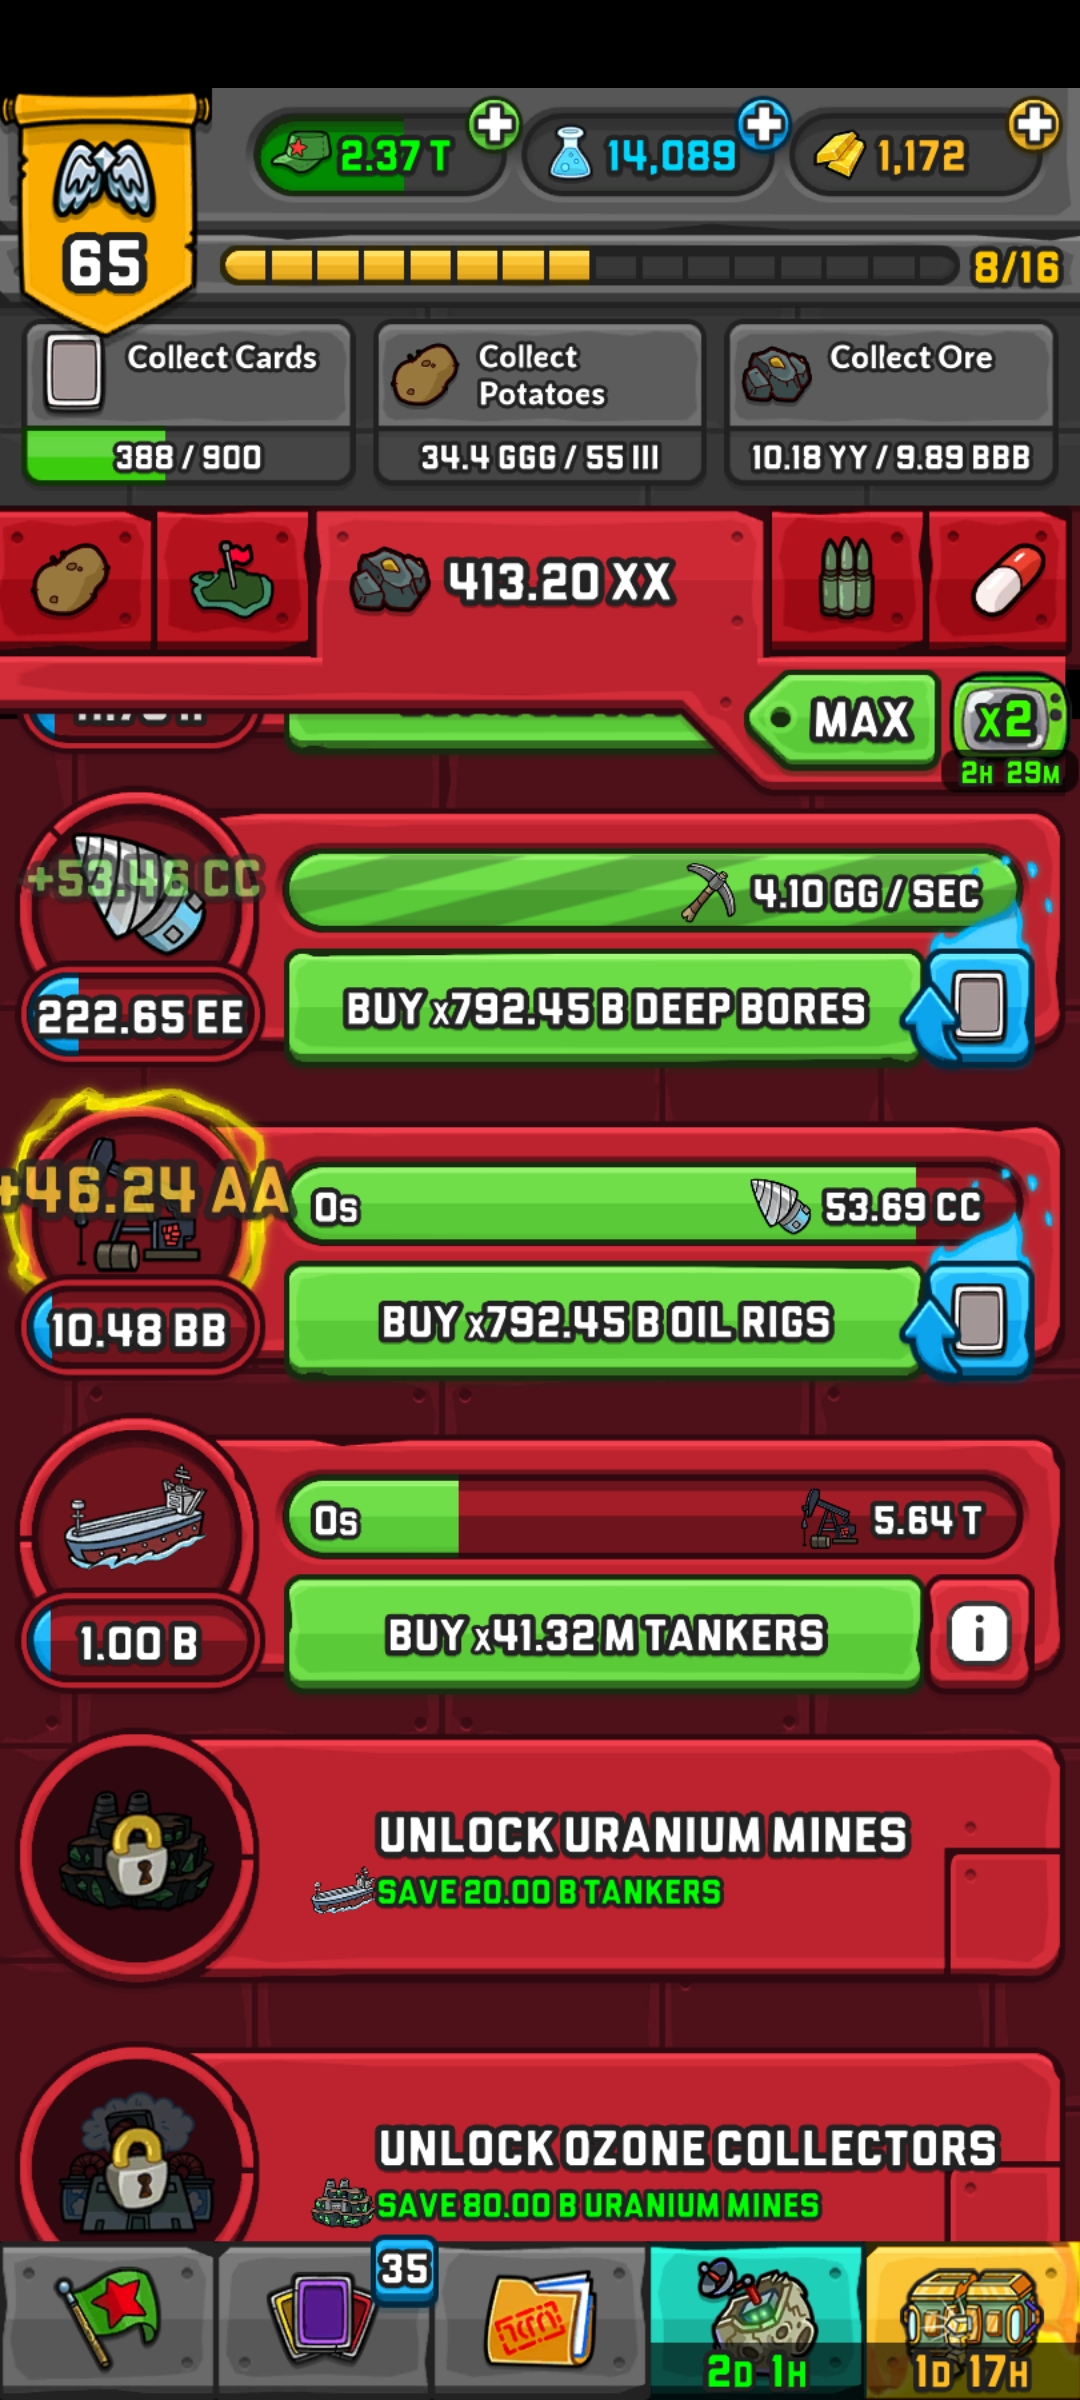 2.37 T
14,089
1,172
65
8/16
Collect Cards
388 / 900
Collect
Potatoes
34.4 GGG / 55 III
Collect Ore
10.18 YY / 9.89 BBB
413.20 XX
MAX
x2
2H 29M
+53.46 CC
4.10 GG / SEC
222.65 EE
BUY x792.45 B DEEP BORES
+46.24 AA
0s
53.69 CC
10.48 BB
BUY x792.45 B OIL RIGS
0s
5.64 T
1.00 B
BUY x41.32 M TANKERS
i
UNLOCK URANIUM MINES
SAVE 20.00 B TANKERS
UNLOCK OZONE COLLECTORS
SAVE 80.00 B URANIUM MINES
35
2D 1H
1D 17H